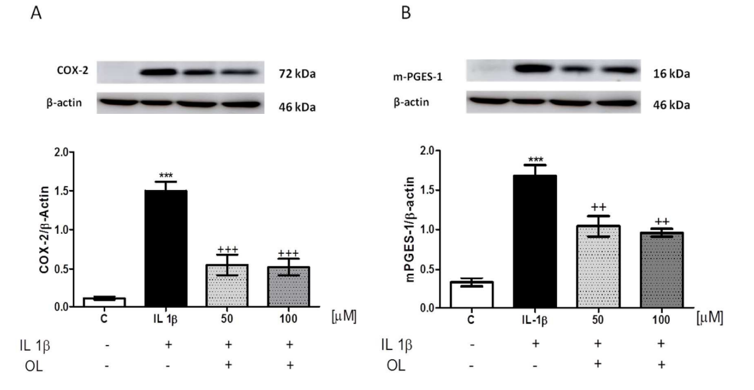 A
COX-2
72 kDa
β-actin
46 kDa
COX-2/β-Actin
2.0
1.5
1.0
0.5
0.0
***
+++
+++
C
IL 1β
50
100
[µM]
IL 1β
-
+
+
+
OL
-
-
+
+
B
m-PGES-1
16 kDa
β-actin
46 kDa
mPGES-1/β-actin
2.0
1.5
1.0
0.5
0.0
***
++
++
C
IL-1β
50
100
[µM]
IL 1β
-
+
+
+
OL
-
-
+
+